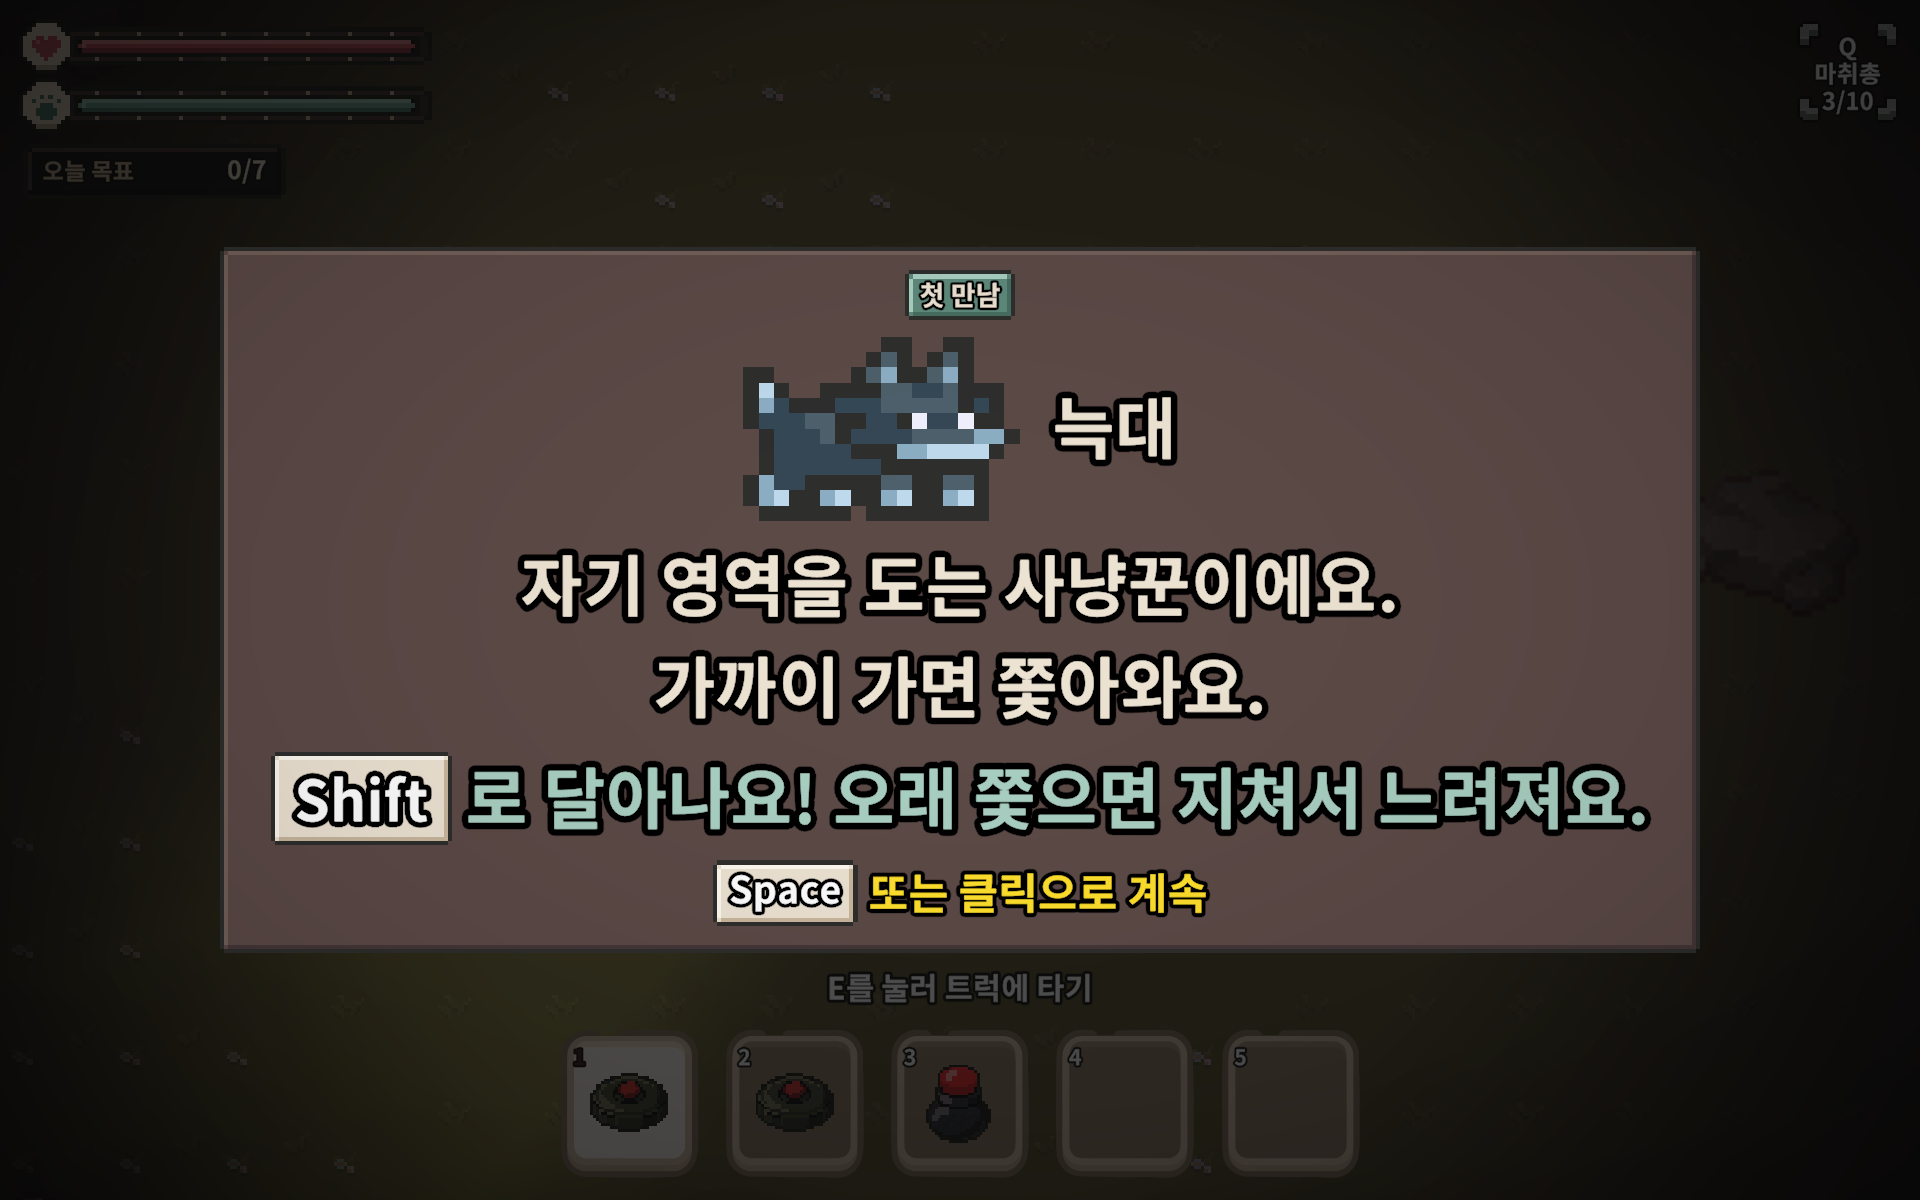 Q
마취총
3/10
오늘 목표 0/7
첫 만남
늑대
자기 영역을 도는 사냥꾼이에요.
가까이 가면 쫓아와요.
Shift 로 달아나요! 오래 쫓으면 지쳐서 느려져요.
Space 또는 클릭으로 계속
E를 눌러 트럭에 타기
1 2 3 4 5